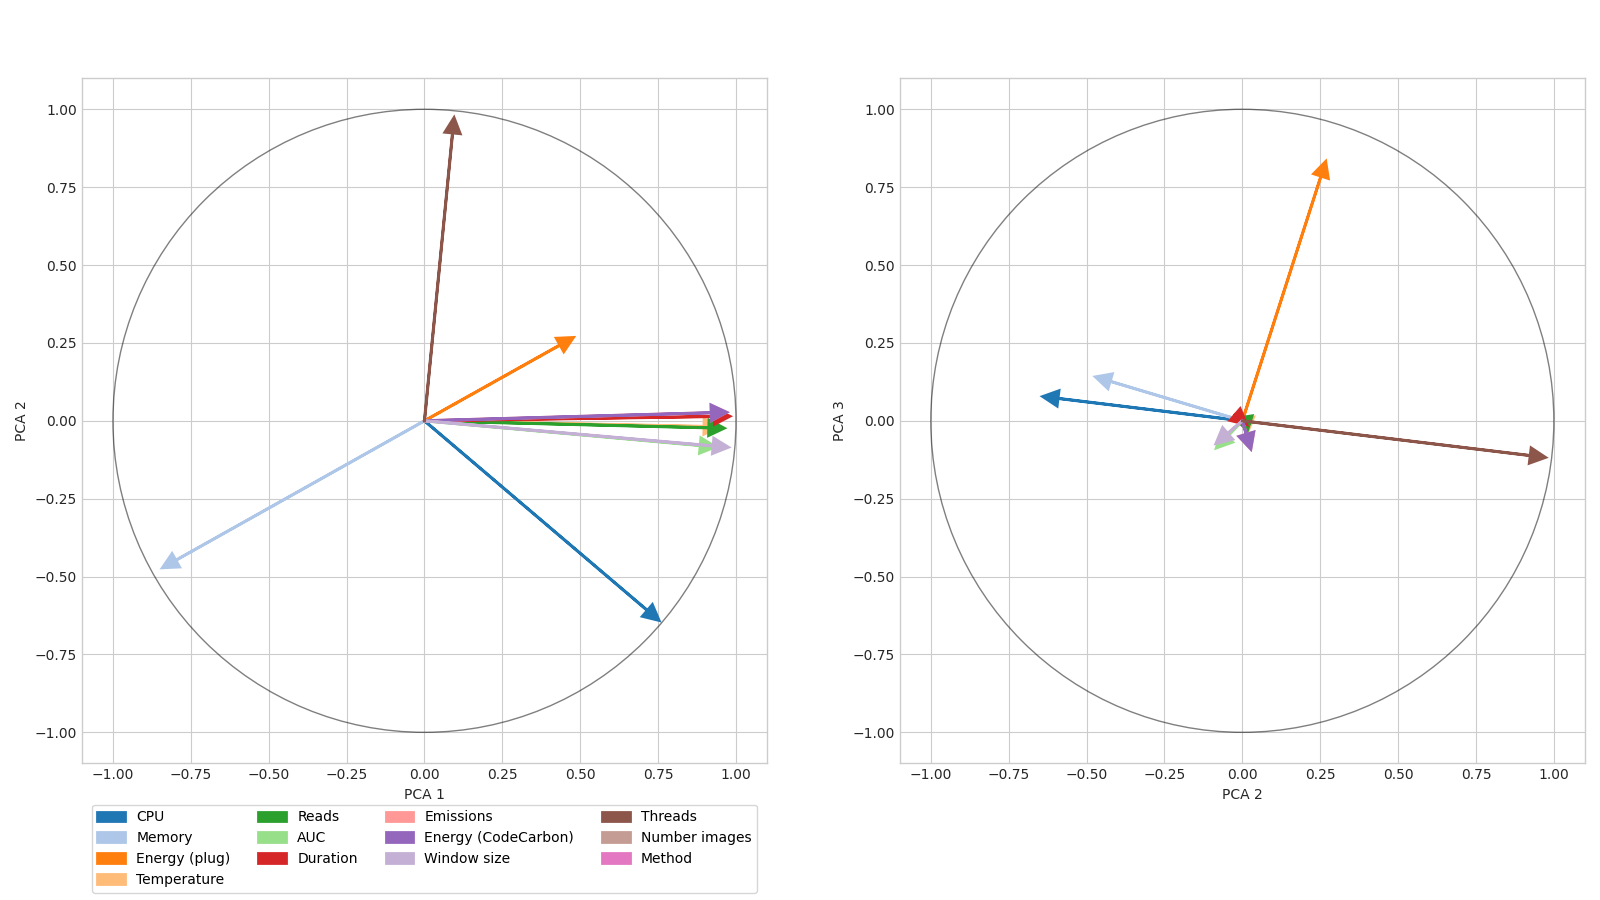 1.00
0.75
0.50
0.25
0.00
−0.25
−0.50
−0.75
−1.00
PCA 2
−1.00 −0.75 −0.50 −0.25 0.00 0.25 0.50 0.75 1.00
PCA 1
1.00
0.75
0.50
0.25
0.00
−0.25
−0.50
−0.75
−1.00
PCA 3
−1.00 −0.75 −0.50 −0.25 0.00 0.25 0.50 0.75 1.00
PCA 2
CPU
Memory
Energy (plug)
Temperature
Reads
AUC
Duration
Emissions
Energy (CodeCarbon)
Window size
Threads
Number images
Method